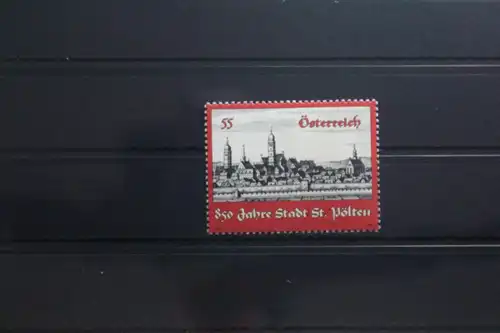 55 Österreich
850 Jahre Stadt St. Pölten